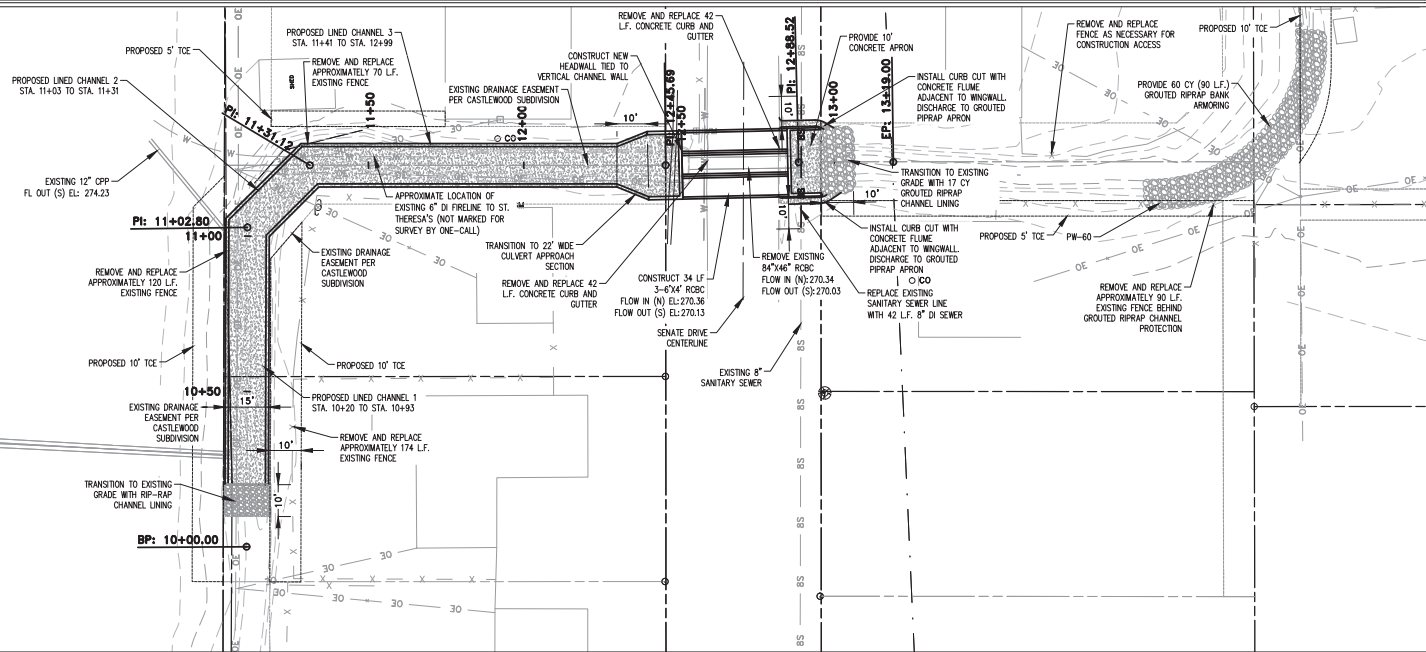 PROPOSED 5' TCE
PROPOSED LINED CHANNEL 3
STA. 11+41 TO STA. 12+99
REMOVE AND REPLACE
APPROXIMATELY 70 L.F.
EXISTING FENCE
SHED
PROPOSED LINED CHANNEL 2
STA. 11+03 TO STA. 11+31
PI: 11+31.12
11+50
EXISTING DRAINAGE EASEMENT
PER CASTLEWOOD SUBDIVISION
12+00
CO
CONSTRUCT NEW
HEADWALL TIED TO
VERTICAL CHANNEL WALL
REMOVE AND REPLACE 42
L.F. CONCRETE CURB AND
GUTTER
10'
PI: 12+45.69
12+50
PI: 12+88.52
10'
PROVIDE 10'
CONCRETE APRON
13+00
INSTALL CURB CUT WITH
CONCRETE FLUME
ADJACENT TO WINGWALL.
DISCHARGE TO GROUTED
PIPRAP APRON
EP: 13+19.00
REMOVE AND REPLACE
FENCE AS NECESSARY FOR
CONSTRUCTION ACCESS
PROPOSED 10' TCE
PROVIDE 60 CY (90 L.F.)
GROUTED RIPRAP BANK
ARMORING
EXISTING 12" CPP
FL OUT (S) EL: 274.23
PI: 11+02.80
11+00
APPROXIMATE LOCATION OF
EXISTING 6" DI FIRELINE TO ST.
THERESA'S (NOT MARKED FOR
SURVEY BY ONE-CALL)
TRANSITION TO EXISTING
GRADE WITH 17 CY
GROUTED RIPRAP
CHANNEL LINING
10'
10'
INSTALL CURB CUT WITH
CONCRETE FLUME
ADJACENT TO WINGWALL.
DISCHARGE TO GROUTED
PIPRAP APRON
CO
PROPOSED 5' TCE
PW-60
REMOVE AND REPLACE
APPROXIMATELY 120 L.F.
EXISTING FENCE
EXISTING DRAINAGE
EASEMENT PER
CASTLEWOOD
SUBDIVISION
TRANSITION TO 22' WIDE
CULVERT APPROACH
SECTION
REMOVE AND REPLACE 42
L.F. CONCRETE CURB AND
GUTTER
CONSTRUCT 34 LF
3-6'X4' RCBC
FLOW IN (N) EL:270.36
FLOW OUT (S) EL:270.13
REMOVE EXISTING
84"X46" RCBC
FLOW IN (N):270.34
FLOW OUT (S):270.03
REPLACE EXISTING
SANITARY SEWER LINE
WITH 42 L.F. 8" DI SEWER
REMOVE AND REPLACE
APPROXIMATELY 90 L.F.
EXISTING FENCE BEHIND
GROUTED RIPRAP CHANNEL
PROTECTION
SENATE DRIVE
CENTERLINE
EXISTING 8"
SANITARY SEWER
PROPOSED 10' TCE
PROPOSED 10' TCE
10+50
15'
PROPOSED LINED CHANNEL 1
STA. 10+20 TO STA. 10+93
EXISTING DRAINAGE
EASEMENT PER
CASTLEWOOD
SUBDIVISION
10'
REMOVE AND REPLACE
APPROXIMATELY 174 L.F.
EXISTING FENCE
TRANSITION TO EXISTING
GRADE WITH RIP-RAP
CHANNEL LINING
10'
BP: 10+00.00